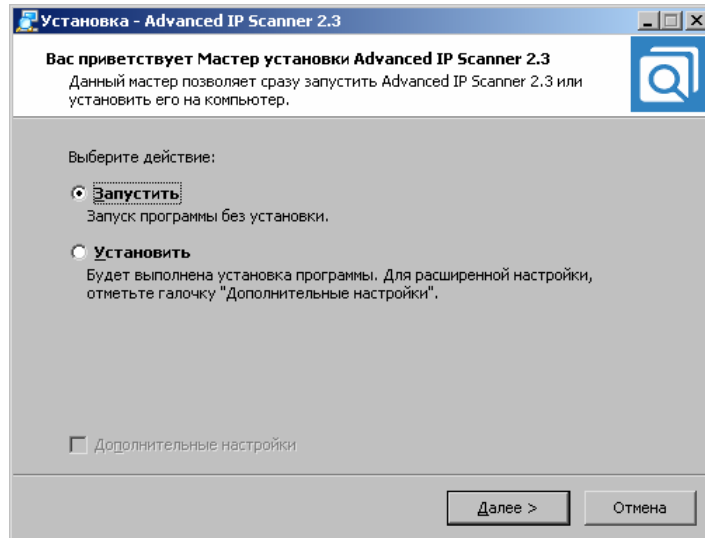 Установка - Advanced IP Scanner 2.3
Вас приветствует Мастер установки Advanced IP Scanner 2.3
Данный мастер позволяет сразу запустить Advanced IP Scanner 2.3 или
установить его на компьютер.
Выберите действие:
Запустить
Запуск программы без установки.
Установить
Будет выполнена установка программы. Для расширенной настройки,
отметьте галочку "Дополнительные настройки".
Дополнительные настройки
Далее >
Отмена